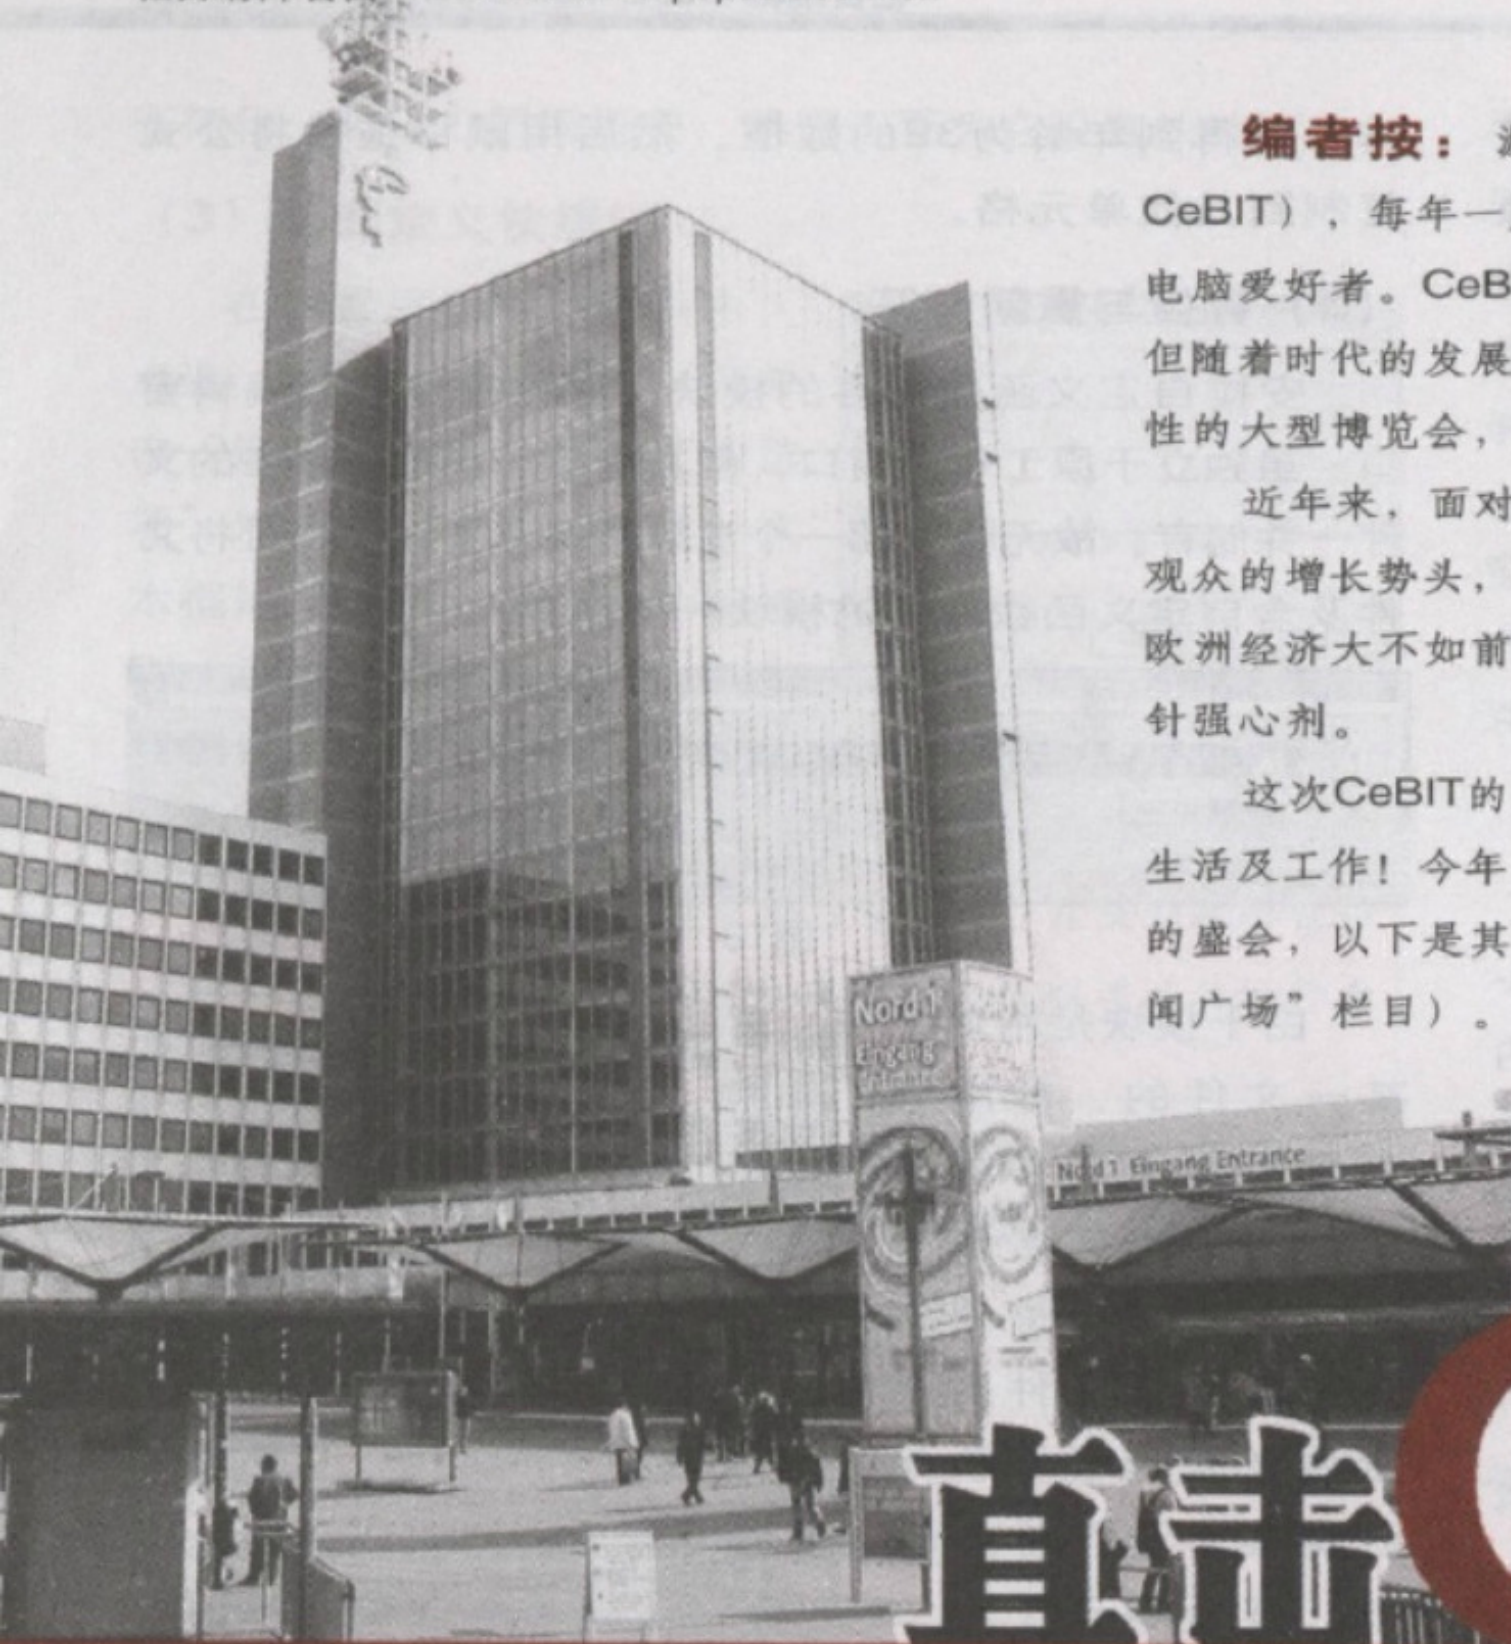 编者按：
CeBIT），每年一
电脑爱好者。CeB
但随着时代的发展
性的大型博览会，
近年来，面对
观众的增长势头，
欧洲经济大不如前
针强心剂。
这次CeBIT的
生活及工作！今年
的盛会，以下是其
闻广场”栏目）。
Nord 1
Eingang
Entrance
Nord 1 Eingang Entrance
直击